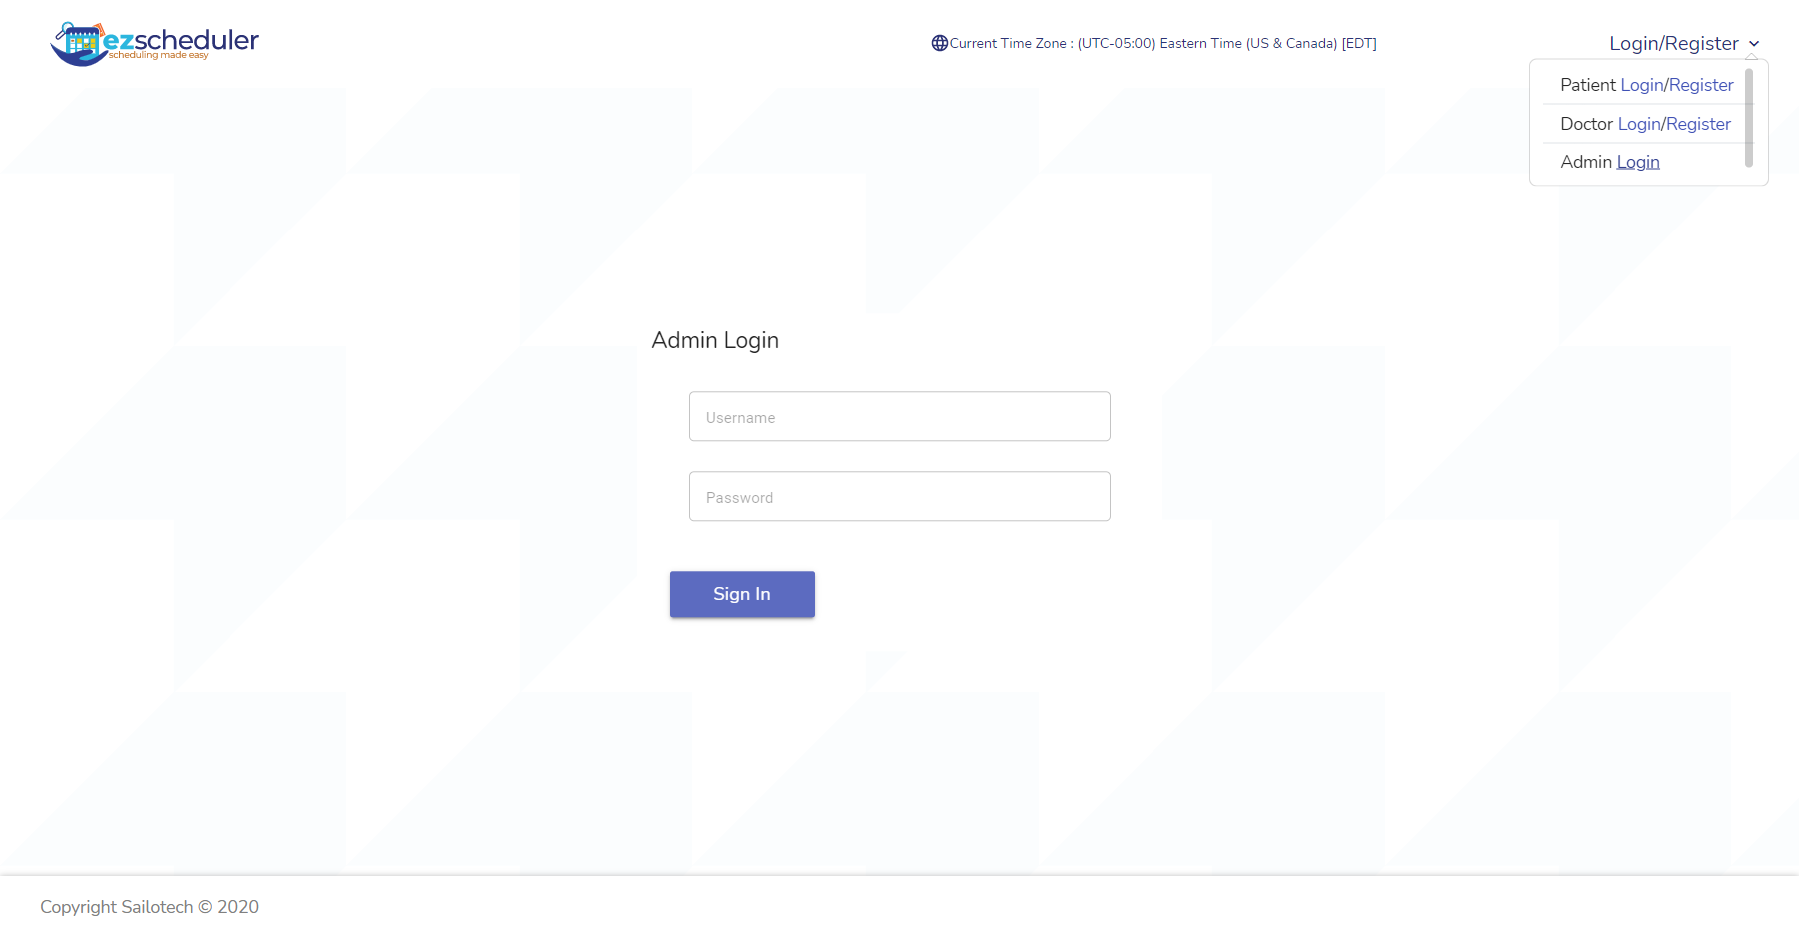 ezscheduler
scheduling made easy
Current Time Zone : (UTC-05:00) Eastern Time (US & Canada) [EDT]
Login/Register
Patient Login/Register
Doctor Login/Register
Admin Login
Admin Login
Username
Password
Sign In
Copyright Sailotech © 2020